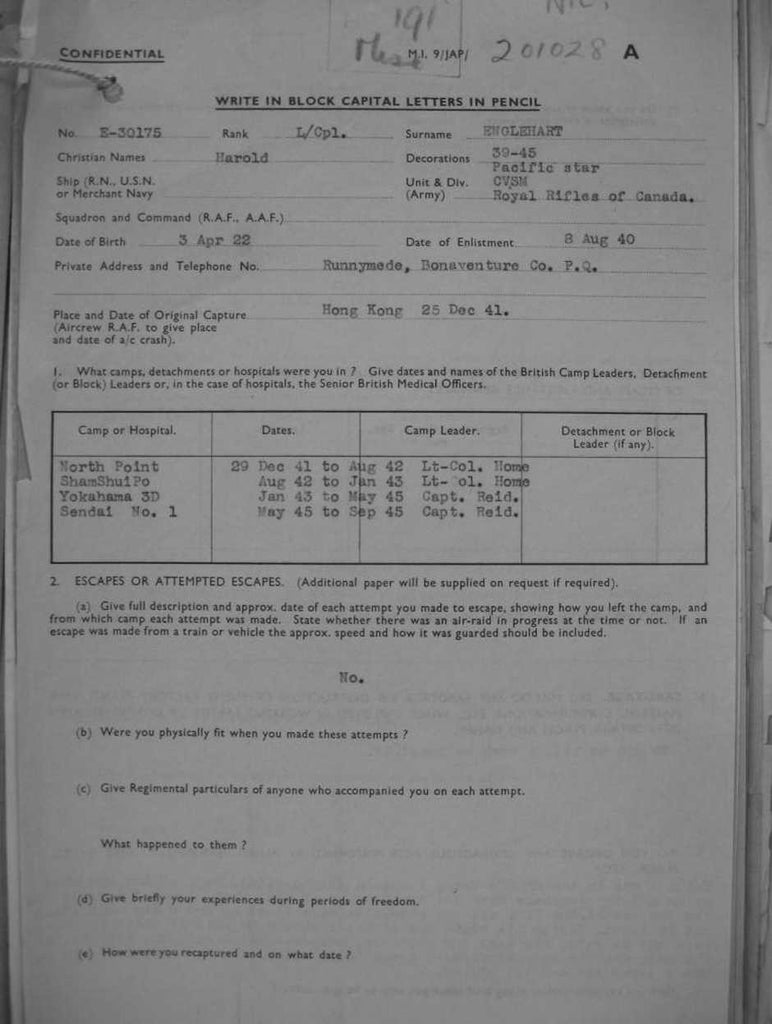 191
CONFIDENTIAL
M.I. 9/JAP/ 201028 A
WRITE IN BLOCK CAPITAL LETTERS IN PENCIL
No. E-30175 Rank L/Cpl. Surname ENGLEHART
Christian Names Harold Decorations 39-45
Pacific star
Ship (R.N., U.S.N. Unit & Div. CVSM
or Merchant Navy (Army) Royal Rifles of Canada.
Squadron and Command (R.A.F., A.A.F.)
Date of Birth 3 Apr 22 Date of Enlistment 8 Aug 40
Private Address and Telephone No. Runnymede, Bonaventure Co. P.Q.
Place and Date of Original Capture Hong Kong 25 Dec 41.
(Aircrew R.A.F. to give place
and date of a/c crash).
1. What camps, detachments or hospitals were you in ? Give dates and names of the British Camp Leaders, Detachment
(or Block) Leaders or, in the case of hospitals, the Senior British Medical Officers.
Camp or Hospital. Dates. Camp Leader. Detachment or Block
Leader (if any).
North Point 29 Dec 41 to Aug 42 Lt-Col. Home
ShamShuiPo Aug 42 to Jan 43 Lt- ol. Home
Yokahama 3D Jan 43 to May 45 Capt. Reid.
Sendai No. 1 May 45 to Sep 45 Capt. Reid.
2. ESCAPES OR ATTEMPTED ESCAPES. (Additional paper will be supplied on request if required).
(a) Give full description and approx. date of each attempt you made to escape, showing how you left the camp, and
from which camp each attempt was made. State whether there was an air-raid in progress at the time or not. If an
escape was made from a train or vehicle the approx. speed and how it was guarded should be included.
No.
(b) Were you physically fit when you made these attempts ?
(c) Give Regimental particulars of anyone who accompanied you on each attempt.
What happened to them ?
(d) Give briefly your experiences during periods of freedom.
(e) How were you recaptured and on what date ?